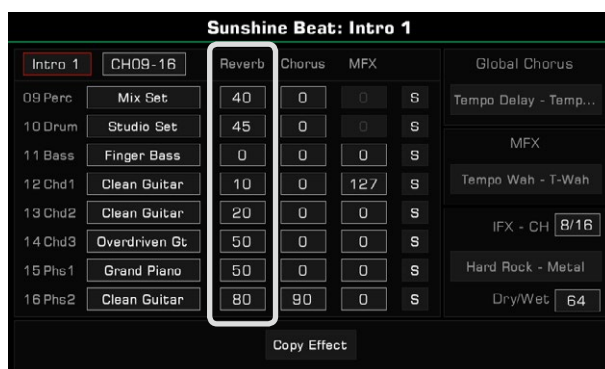 Sunshine Beat: Intro 1
Intro 1 CH09-16 Reverb Chorus MFX Global Chorus
09 Perc Mix Set 40 0 0 S Tempo Delay - Temp...
10 Drum Studio Set 45 0 0 S
MFX
11 Bass Finger Bass 0 0 0 S
12 Chd1 Clean Guitar 10 0 127 S Tempo Wah - T-Wah
13 Chd2 Clean Guitar 20 0 0 S
IFX - CH 8/16
14 Chd3 Overdriven Gt 50 0 0 S
15 Phs1 Grand Piano 50 0 0 S Hard Rock - Metal
16 Phs2 Clean Guitar 80 90 0 S Dry/Wet 64
Copy Effect